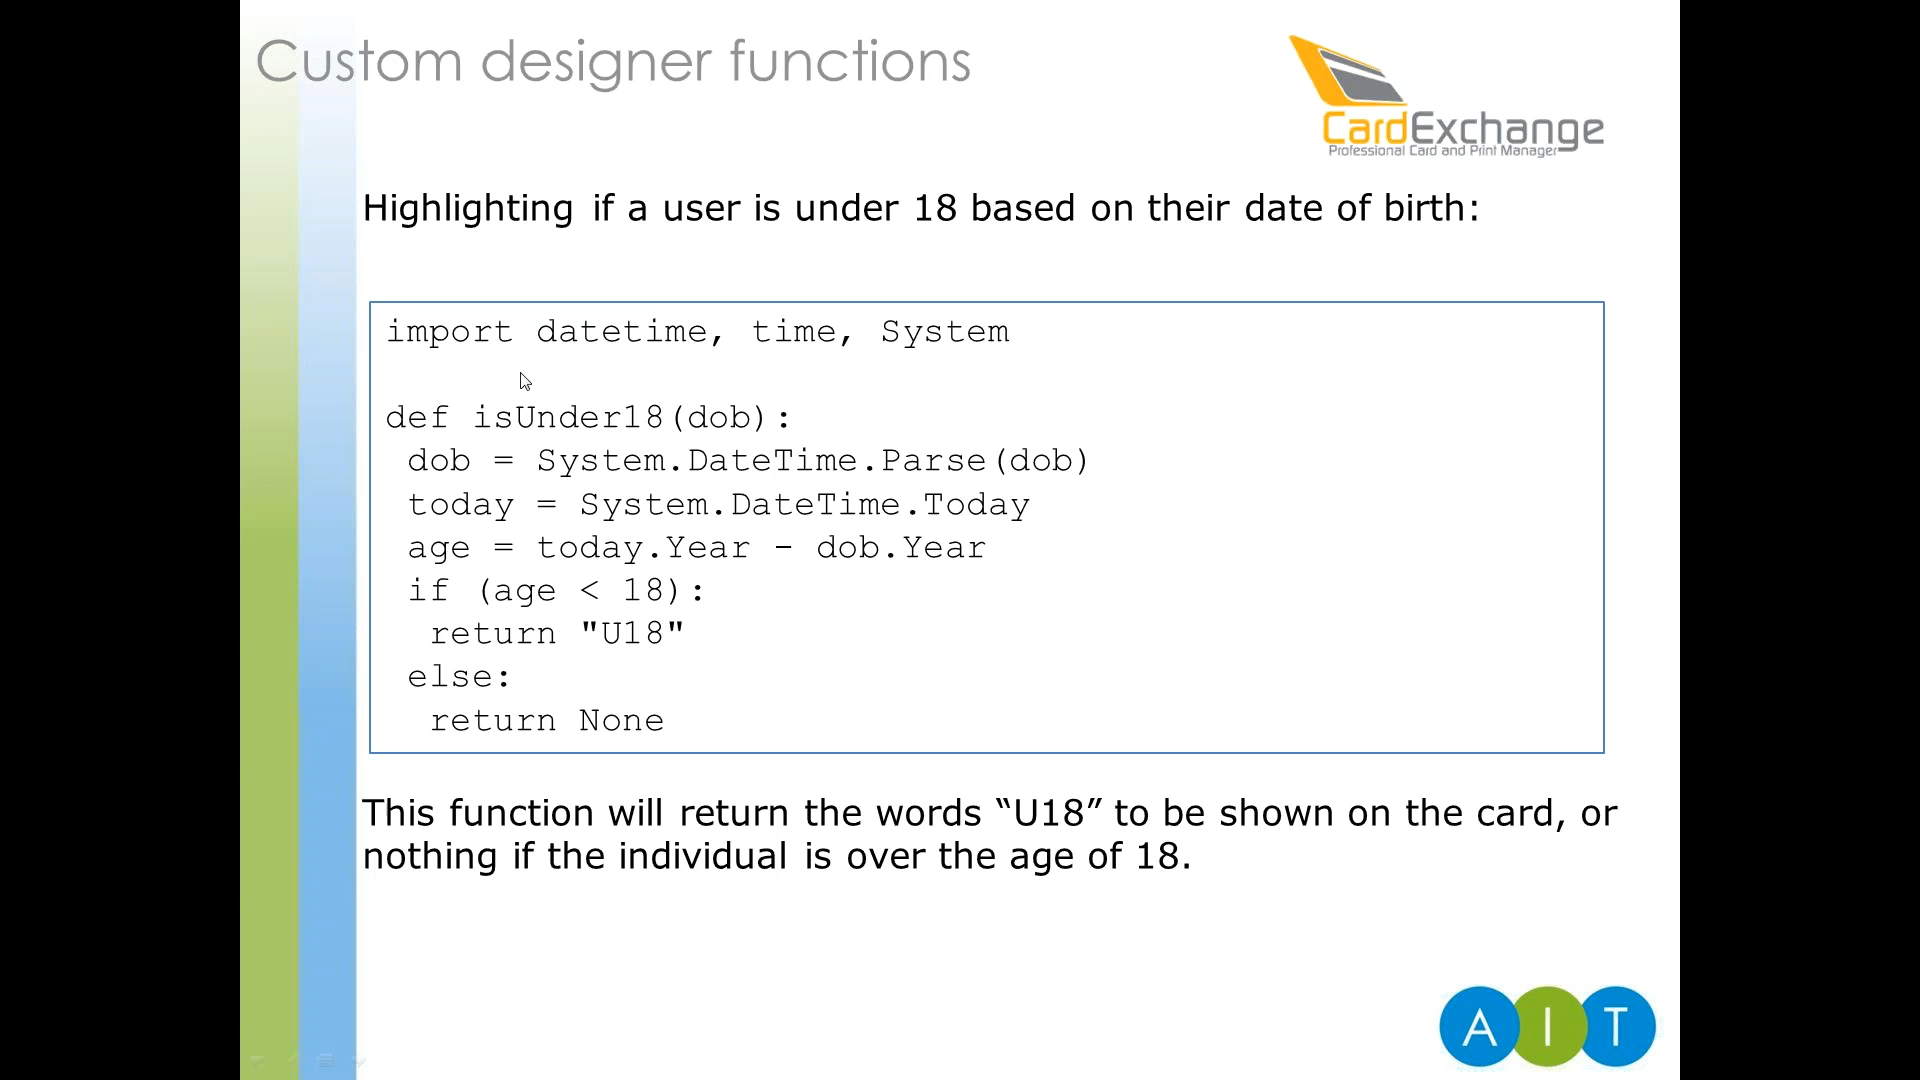 Custom designer functions
CardExchange
Professional Card and Print Manager
Highlighting if a user is under 18 based on their date of birth:
import datetime, time, System
def isUnder18(dob):
 dob = System.DateTime.Parse(dob)
 today = System.DateTime.Today
 age = today.Year - dob.Year
 if (age < 18):
  return "U18"
 else:
  return None
This function will return the words “U18” to be shown on the card, or
nothing if the individual is over the age of 18.
AIT